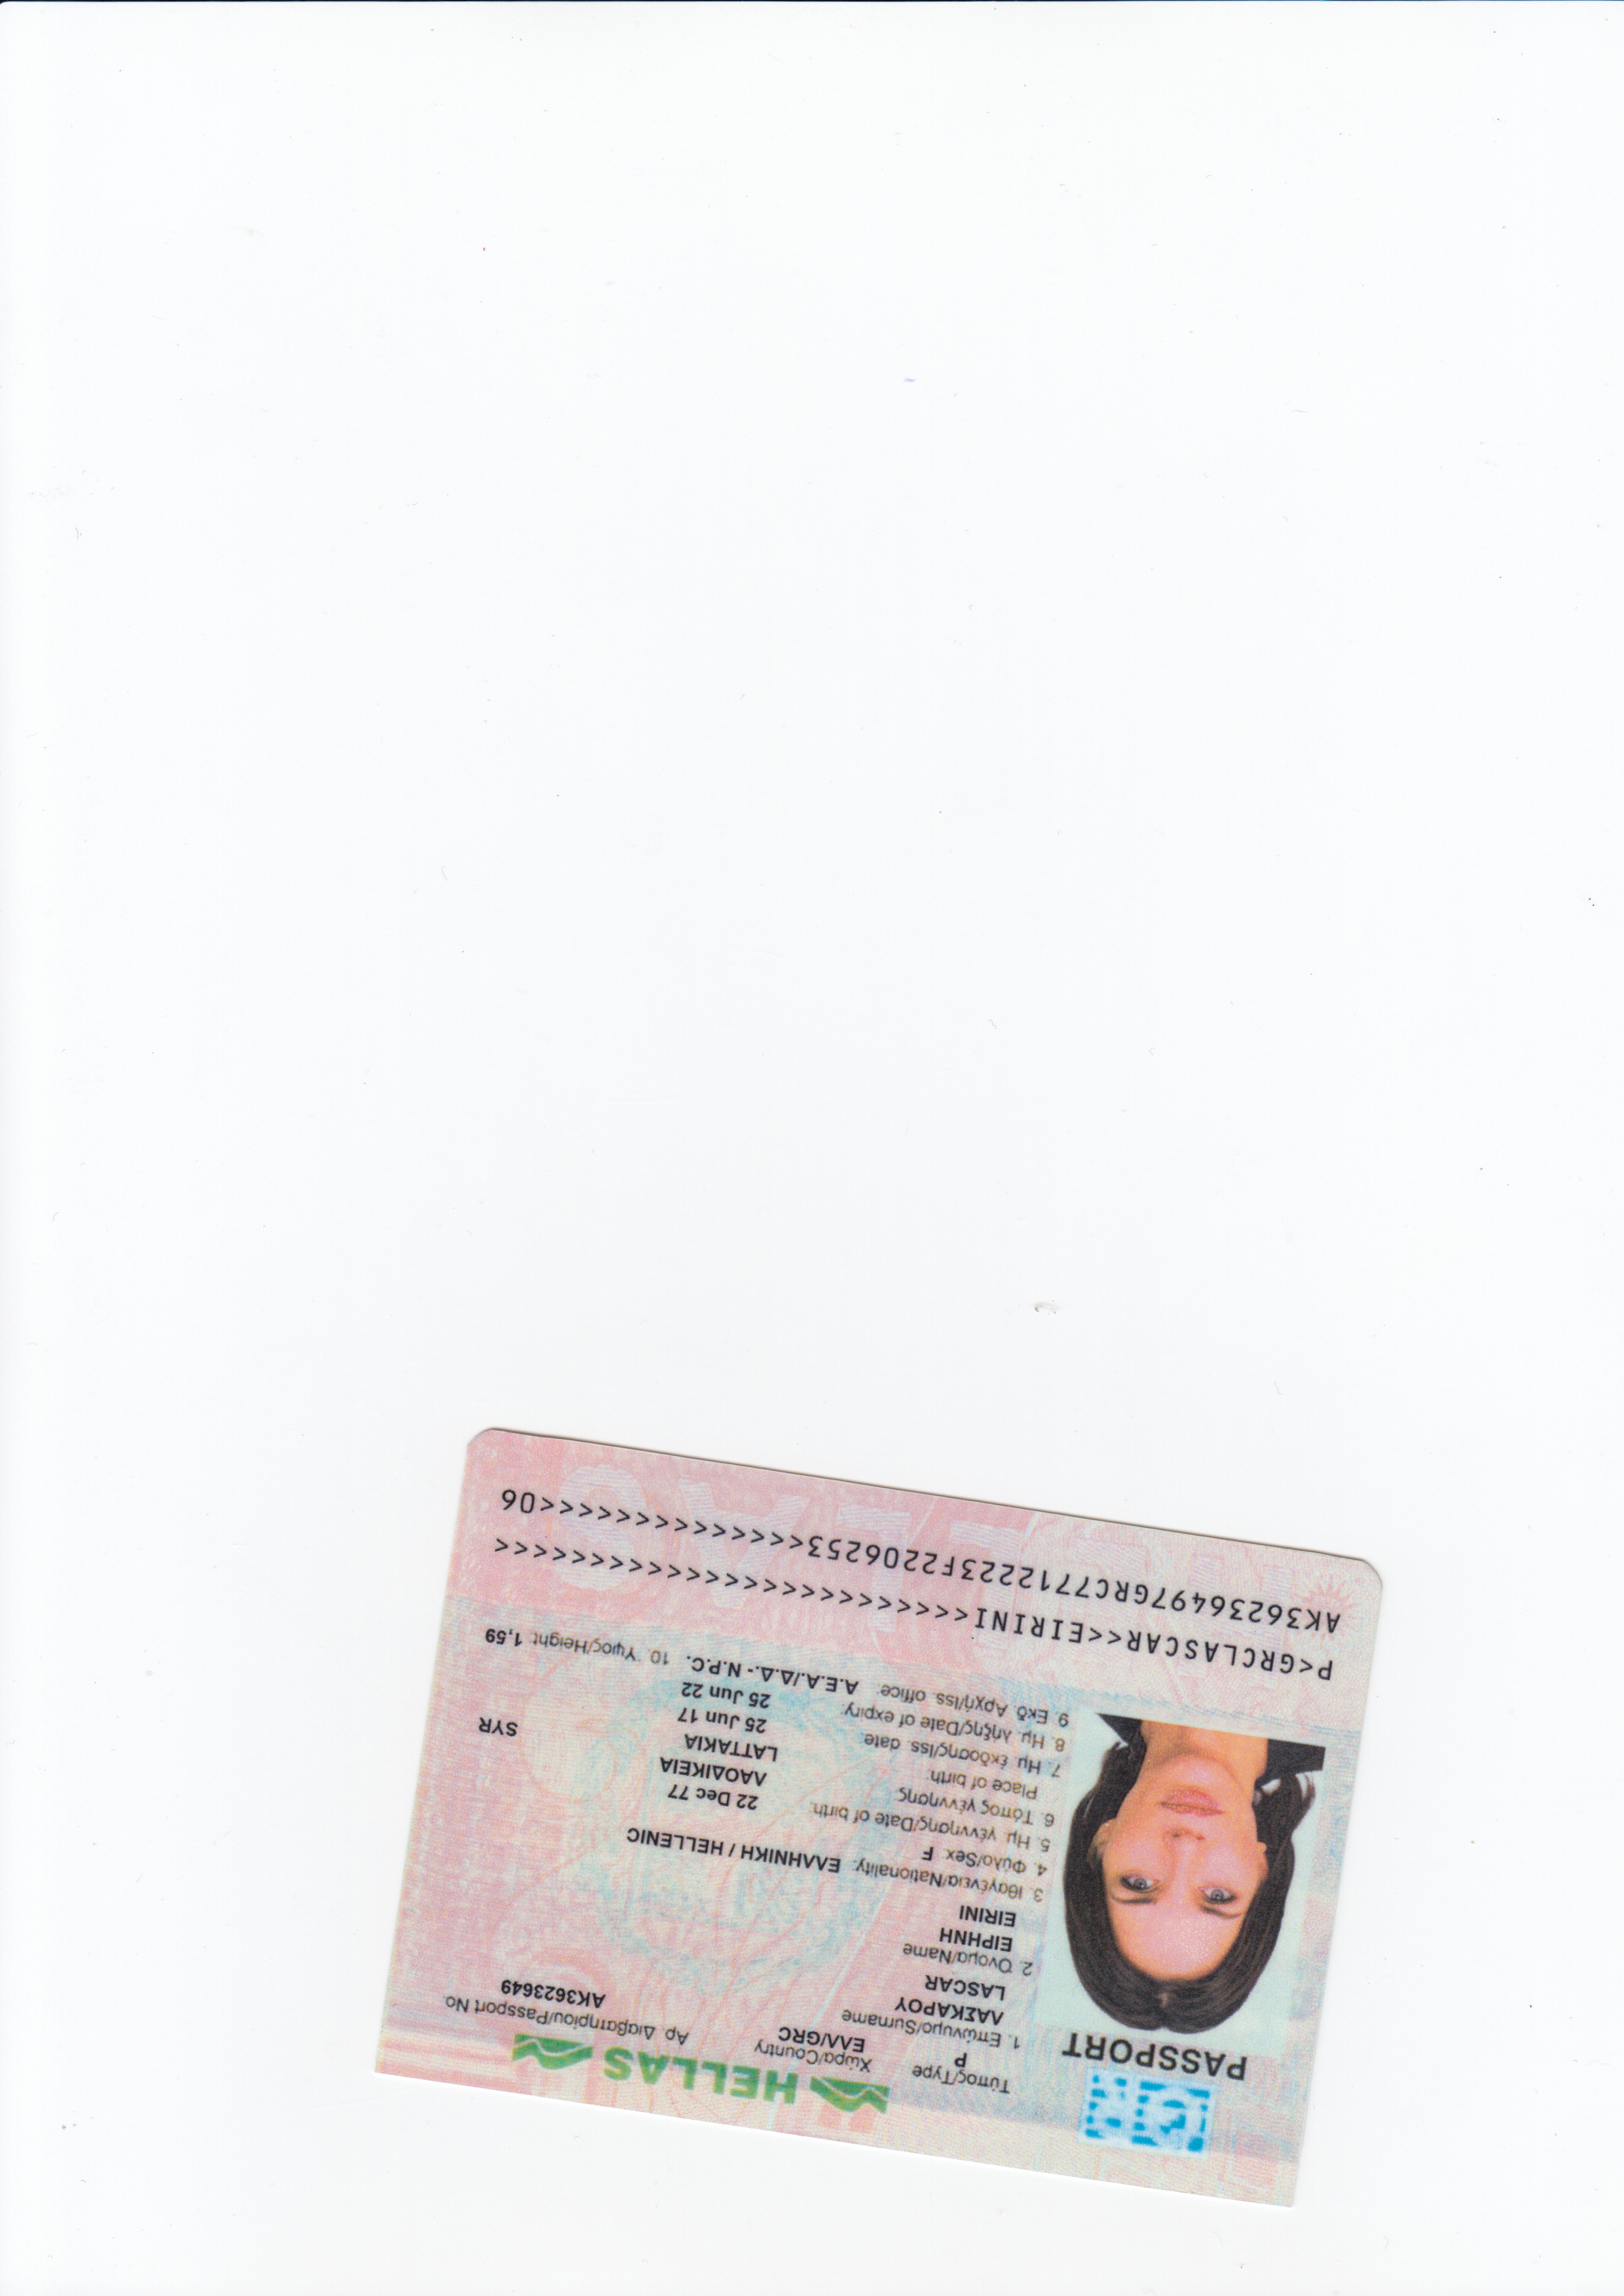 HELLAS
PASSPORT
Τύπος/Type
P
Χώρα/Country
ΕΛΛ/GRC
Αρ. Διαβατηρίου/Passport No
AK3623649
1. Επώνυμο/Surname
ΛΑΣΚΑΡΟΥ
LASCAR
2. Όνομα/Name
ΕΙΡΗΝΗ
EIRINI
3. Ιθαγένεια/Nationality. ΕΛΛΗΝΙΚΗ / HELLENIC
4. Φύλο/Sex. F
5. Ημ. γέννησης/Date of birth. 22 Dec 77
6. Τόπος γέννησης ΛΑΟΔΙΚΕΙΑ
Place of birth. LATTAKIA SYR
7. Ημ. έκδοσης/Iss. date. 25 Jun 17
8. Ημ. λήξης/Date of expiry. 25 Jun 22
9. Εκδ. Αρχή/Iss. office. Α.Ε.Α./Δ.Δ.- N.P.C. 10. Ύψος/Height. 1,59
P<GRCLASCAR<<EIRINI<<<<<<<<<<<<<<<<<<<<<<<<<
AK36236497GRC7712223F2206253<<<<<<<<<<<<<<06